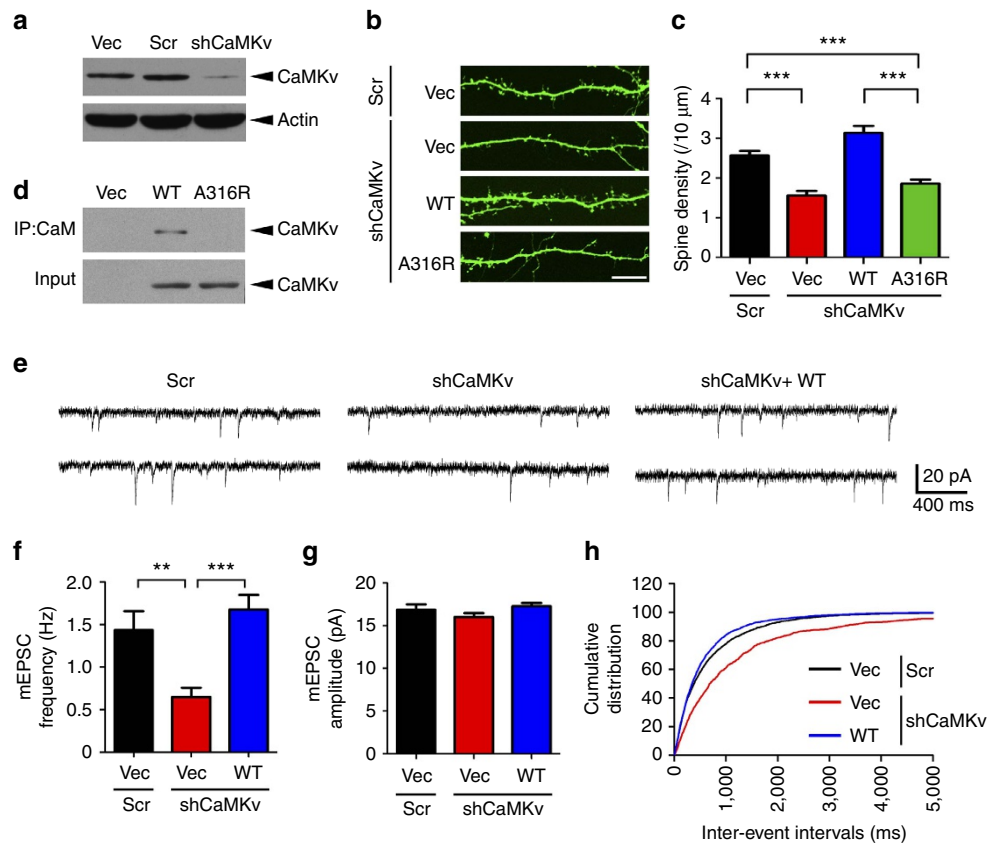 a
Vec Scr shCaMKv
CaMKv
Actin
b
Scr
Vec
shCaMKv
Vec
WT
A316R
c
***
***
***
Spine density (/10 μm)
4
3
2
1
0
Vec Vec WT A316R
Scr shCaMKv
d
Vec WT A316R
IP:CaM
CaMKv
Input
CaMKv
e
Scr shCaMKv shCaMKv+ WT
20 pA
400 ms
f
** ***
mEPSC
frequency (Hz)
2.0
1.5
1.0
0.5
0
Vec Vec WT
Scr shCaMKv
g
mEPSC
amplitude (pA)
20
15
10
5
0
Vec Vec WT
Scr shCaMKv
h
Cumulative
distribution
120
100
80
60
40
20
0
Vec Scr
Vec
shCaMKv
WT
0 1,000 2,000 3,000 4,000 5,000
Inter-event intervals (ms)